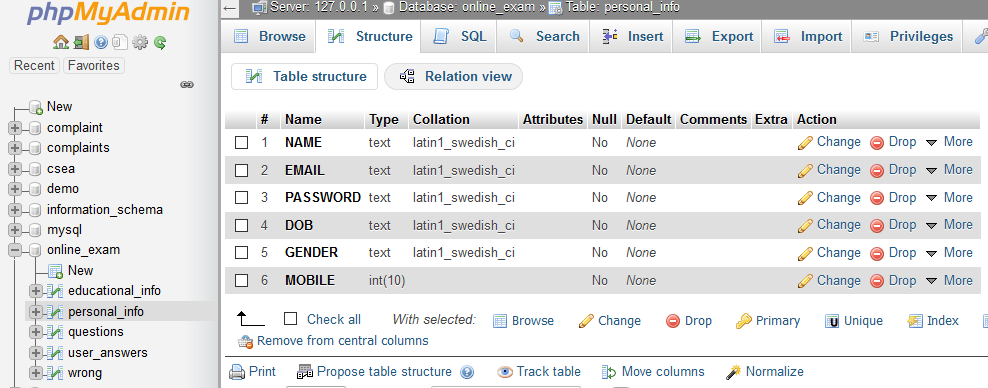 phpMyAdmin
Recent Favorites
New
complaint
complaints
csea
demo
information_schema
mysql
online_exam
New
educational_info
personal_info
questions
user_answers
wrong
Server: 127.0.0.1 » Database: online_exam » Table: personal_info
Browse Structure SQL Search Insert Export Import Privileges
Table structure Relation view
# Name Type Collation Attributes Null Default Comments Extra Action
1 NAME text latin1_swedish_ci No None Change Drop More
2 EMAIL text latin1_swedish_ci No None Change Drop More
3 PASSWORD text latin1_swedish_ci No None Change Drop More
4 DOB text latin1_swedish_ci No None Change Drop More
5 GENDER text latin1_swedish_ci No None Change Drop More
6 MOBILE int(10) No None Change Drop More
Check all With selected: Browse Change Drop Primary Unique Index
Remove from central columns
Print Propose table structure Track table Move columns Normalize